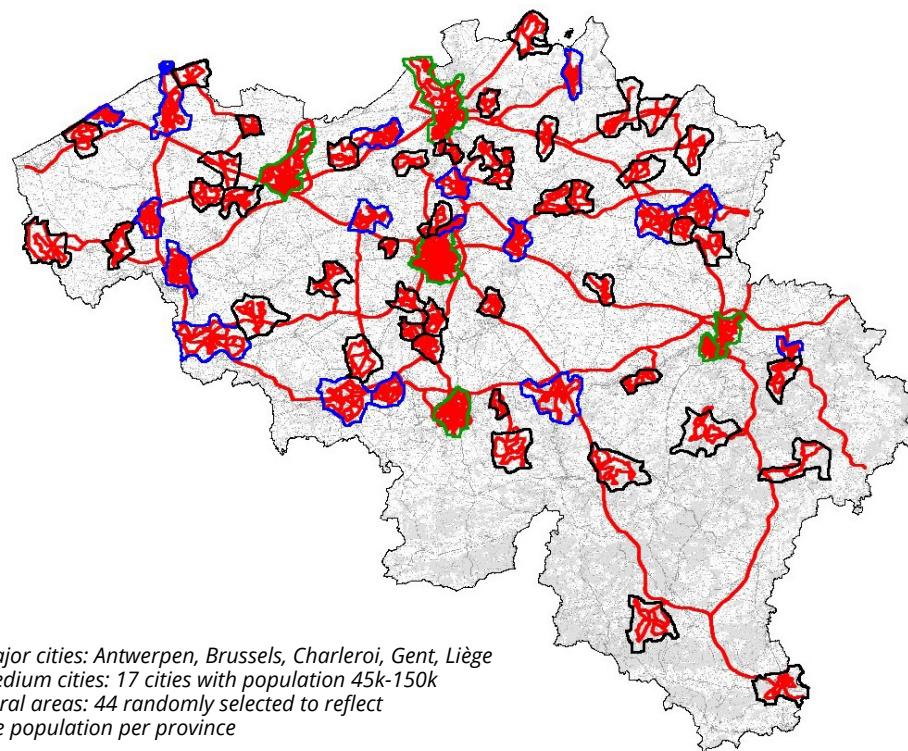 ajor cities: Antwerpen, Brussels, Charleroi, Gent, Liège
edium cities: 17 cities with population 45k-150k
ral areas: 44 randomly selected to reflect
e population per province